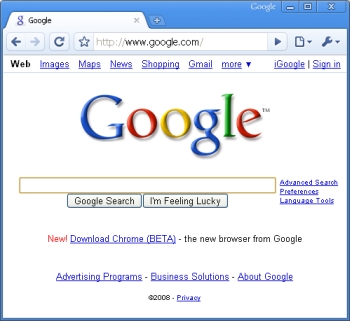 Google
Google
http://www.google.com/
Web Images Maps News Shopping Gmail more ▼ iGoogle | Sign in
Google™
Advanced Search
Preferences
Language Tools
Google Search I'm Feeling Lucky
New! Download Chrome (BETA) - the new browser from Google
Advertising Programs - Business Solutions - About Google
©2008 - Privacy